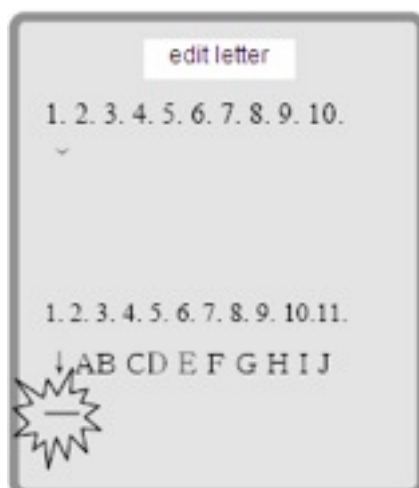 edit letter
1. 2. 3. 4. 5. 6. 7. 8. 9. 10.
1. 2. 3. 4. 5. 6. 7. 8. 9. 10.11.
↓AB CD E F G H I J